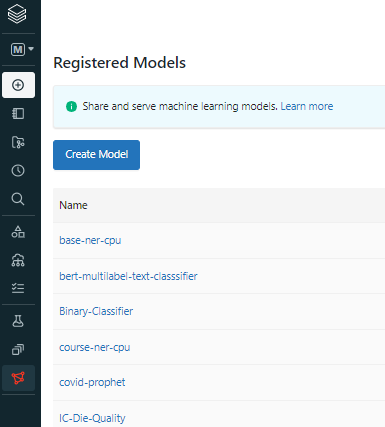 M
Registered Models
Share and serve machine learning models. Learn more
Create Model
Name
base-ner-cpu
bert-multilabel-text-classsifier
Binary-Classifier
course-ner-cpu
covid-prophet
IC-Die-Quality